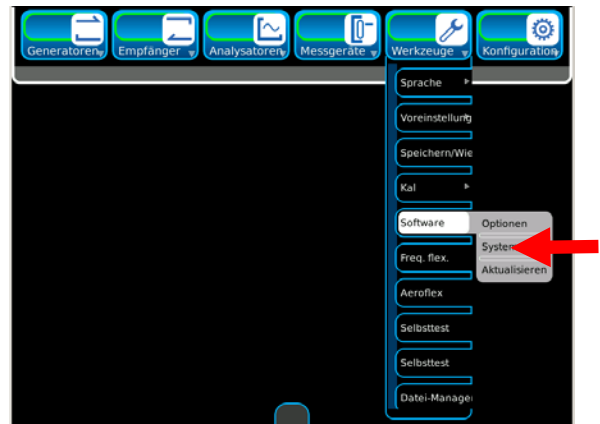 Generatoren
Empfänger
Analysatoren
Messgeräte
Werkzeuge
Konfiguration
Sprache
Voreinstellung
Speichern/Wie
Kal
Software
Optionen
System
Freq. flex.
Aktualisieren
Aeroflex
Selbsttest
Selbsttest
Datei-Manager